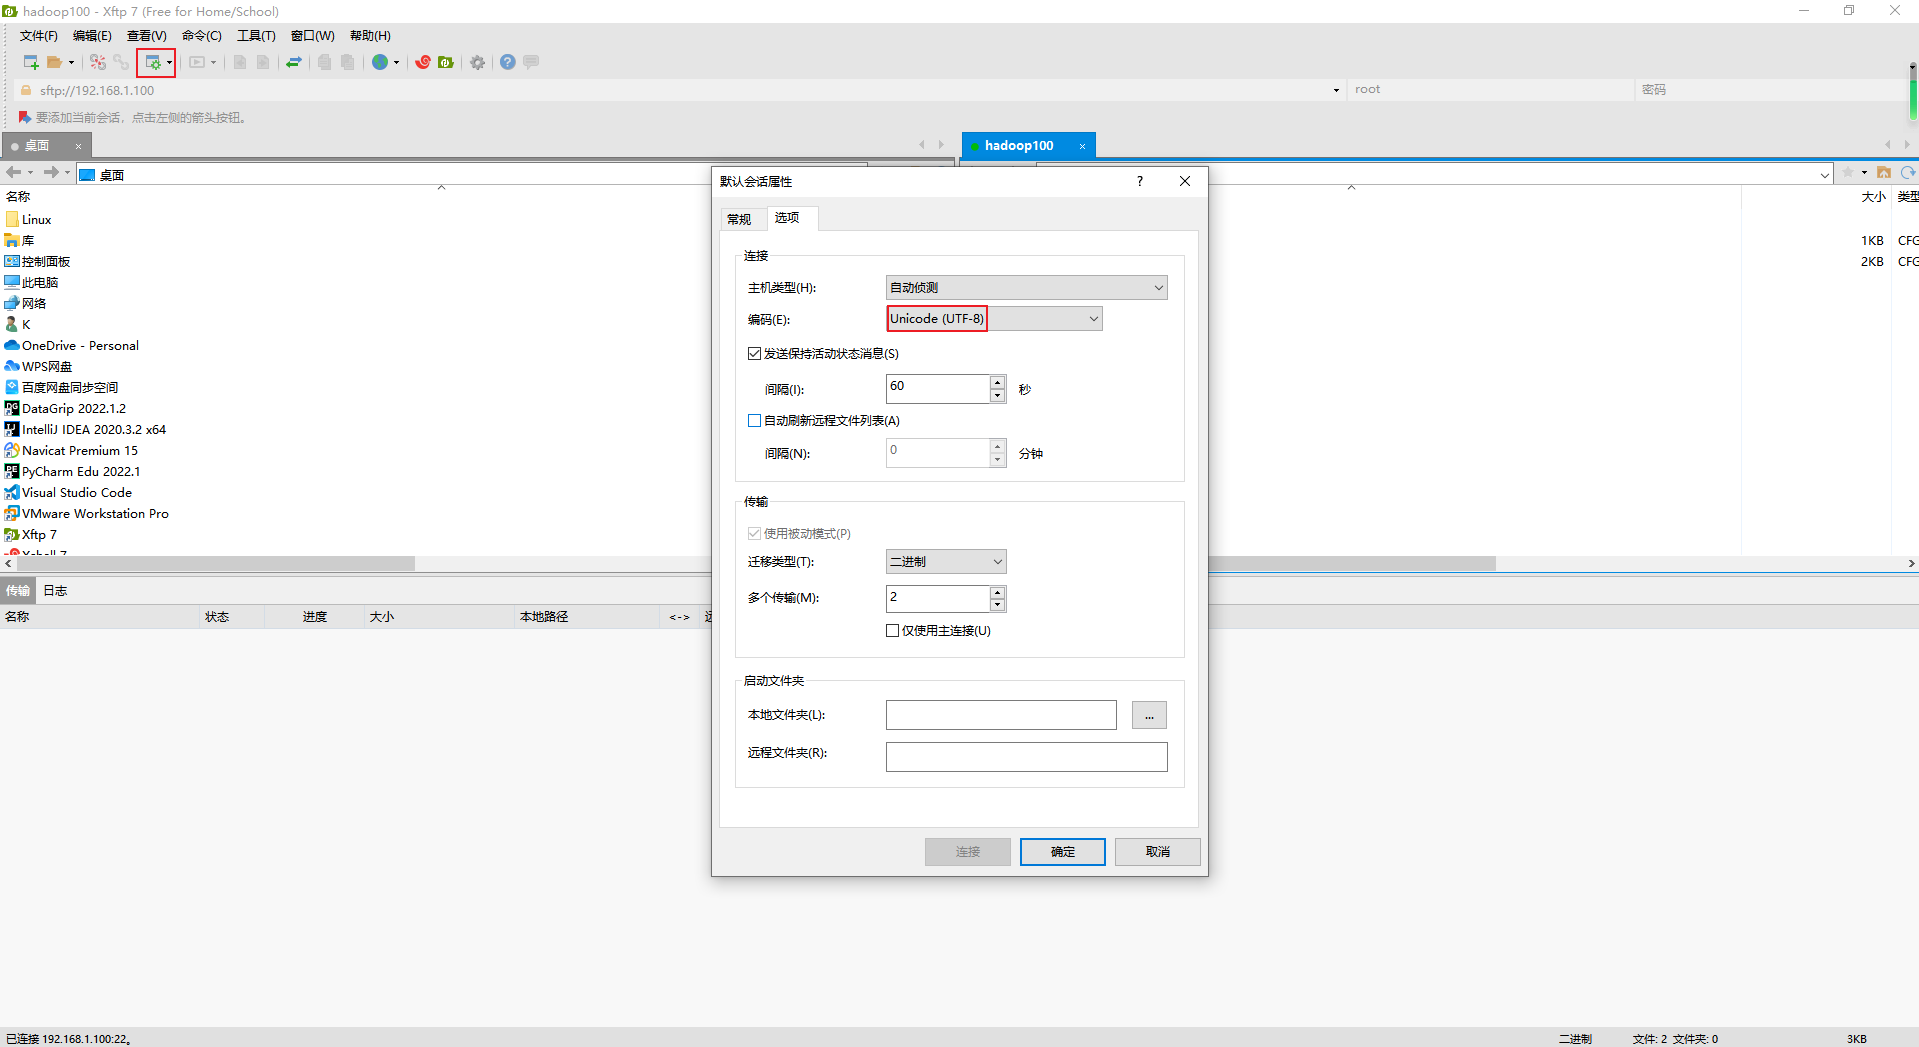 hadoop100 - Xftp 7 (Free for Home/School)
文件(F) 编辑(E) 查看(V) 命令(C) 工具(T) 窗口(W) 帮助(H)
sftp://192.168.1.100 root 密码
要添加当前会话，点击左侧的箭头按钮。
桌面 × hadoop100 ×
桌面
名称 大小 类型
Linux
库 1KB CFG
控制面板 2KB CFG
此电脑
网络
K
OneDrive - Personal
WPS网盘
百度网盘同步空间
DataGrip 2022.1.2
IntelliJ IDEA 2020.3.2 x64
Navicat Premium 15
PyCharm Edu 2022.1
Visual Studio Code
VMware Workstation Pro
Xftp 7
Xshell 7
传输 日志
名称 状态 进度 大小 本地路径 <->
默认会话属性 ?
常规 选项
连接
主机类型(H): 自动侦测
编码(E): Unicode (UTF-8)
发送保持活动状态消息(S)
间隔(I): 60 秒
自动刷新远程文件列表(A)
间隔(N): 0 分钟
传输
使用被动模式(P)
迁移类型(T): 二进制
多个传输(M): 2
仅使用主连接(U)
启动文件夹
本地文件夹(L): ...
远程文件夹(R):
连接 确定 取消
已连接 192.168.1.100:22。 二进制 文件: 2 文件夹: 0 3KB